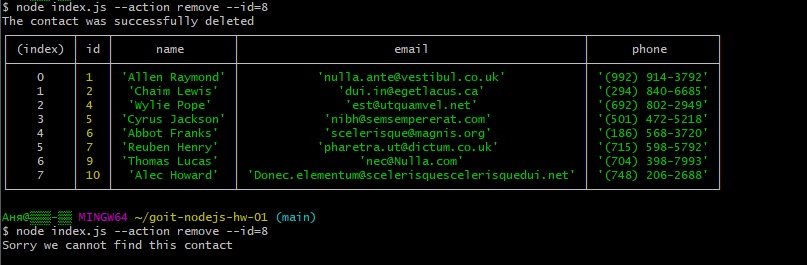 $ node index.js --action remove --id=8
The contact was successfully deleted
(index) id name email phone
0 1 'Allen Raymond' 'nulla.ante@vestibul.co.uk' '(992) 914-3792'
1 2 'Chaim Lewis' 'dui.in@egetlacus.ca' '(294) 840-6685'
2 4 'Wylie Pope' 'est@utquamvel.net' '(692) 802-2949'
3 5 'Cyrus Jackson' 'nibh@semsempererat.com' '(501) 472-5218'
4 6 'Abbot Franks' 'scelerisque@magnis.org' '(186) 568-3720'
5 7 'Reuben Henry' 'pharetra.ut@dictum.co.uk' '(715) 598-5792'
6 9 'Thomas Lucas' 'nec@Nulla.com' '(704) 398-7993'
7 10 'Alec Howard' 'Donec.elementum@scelerisquescelerisquedui.net' '(748) 206-2688'
Аня@▒▒▒-▒▒ MINGW64 ~/goit-nodejs-hw-01 (main)
$ node index.js --action remove --id=8
Sorry we cannot find this contact